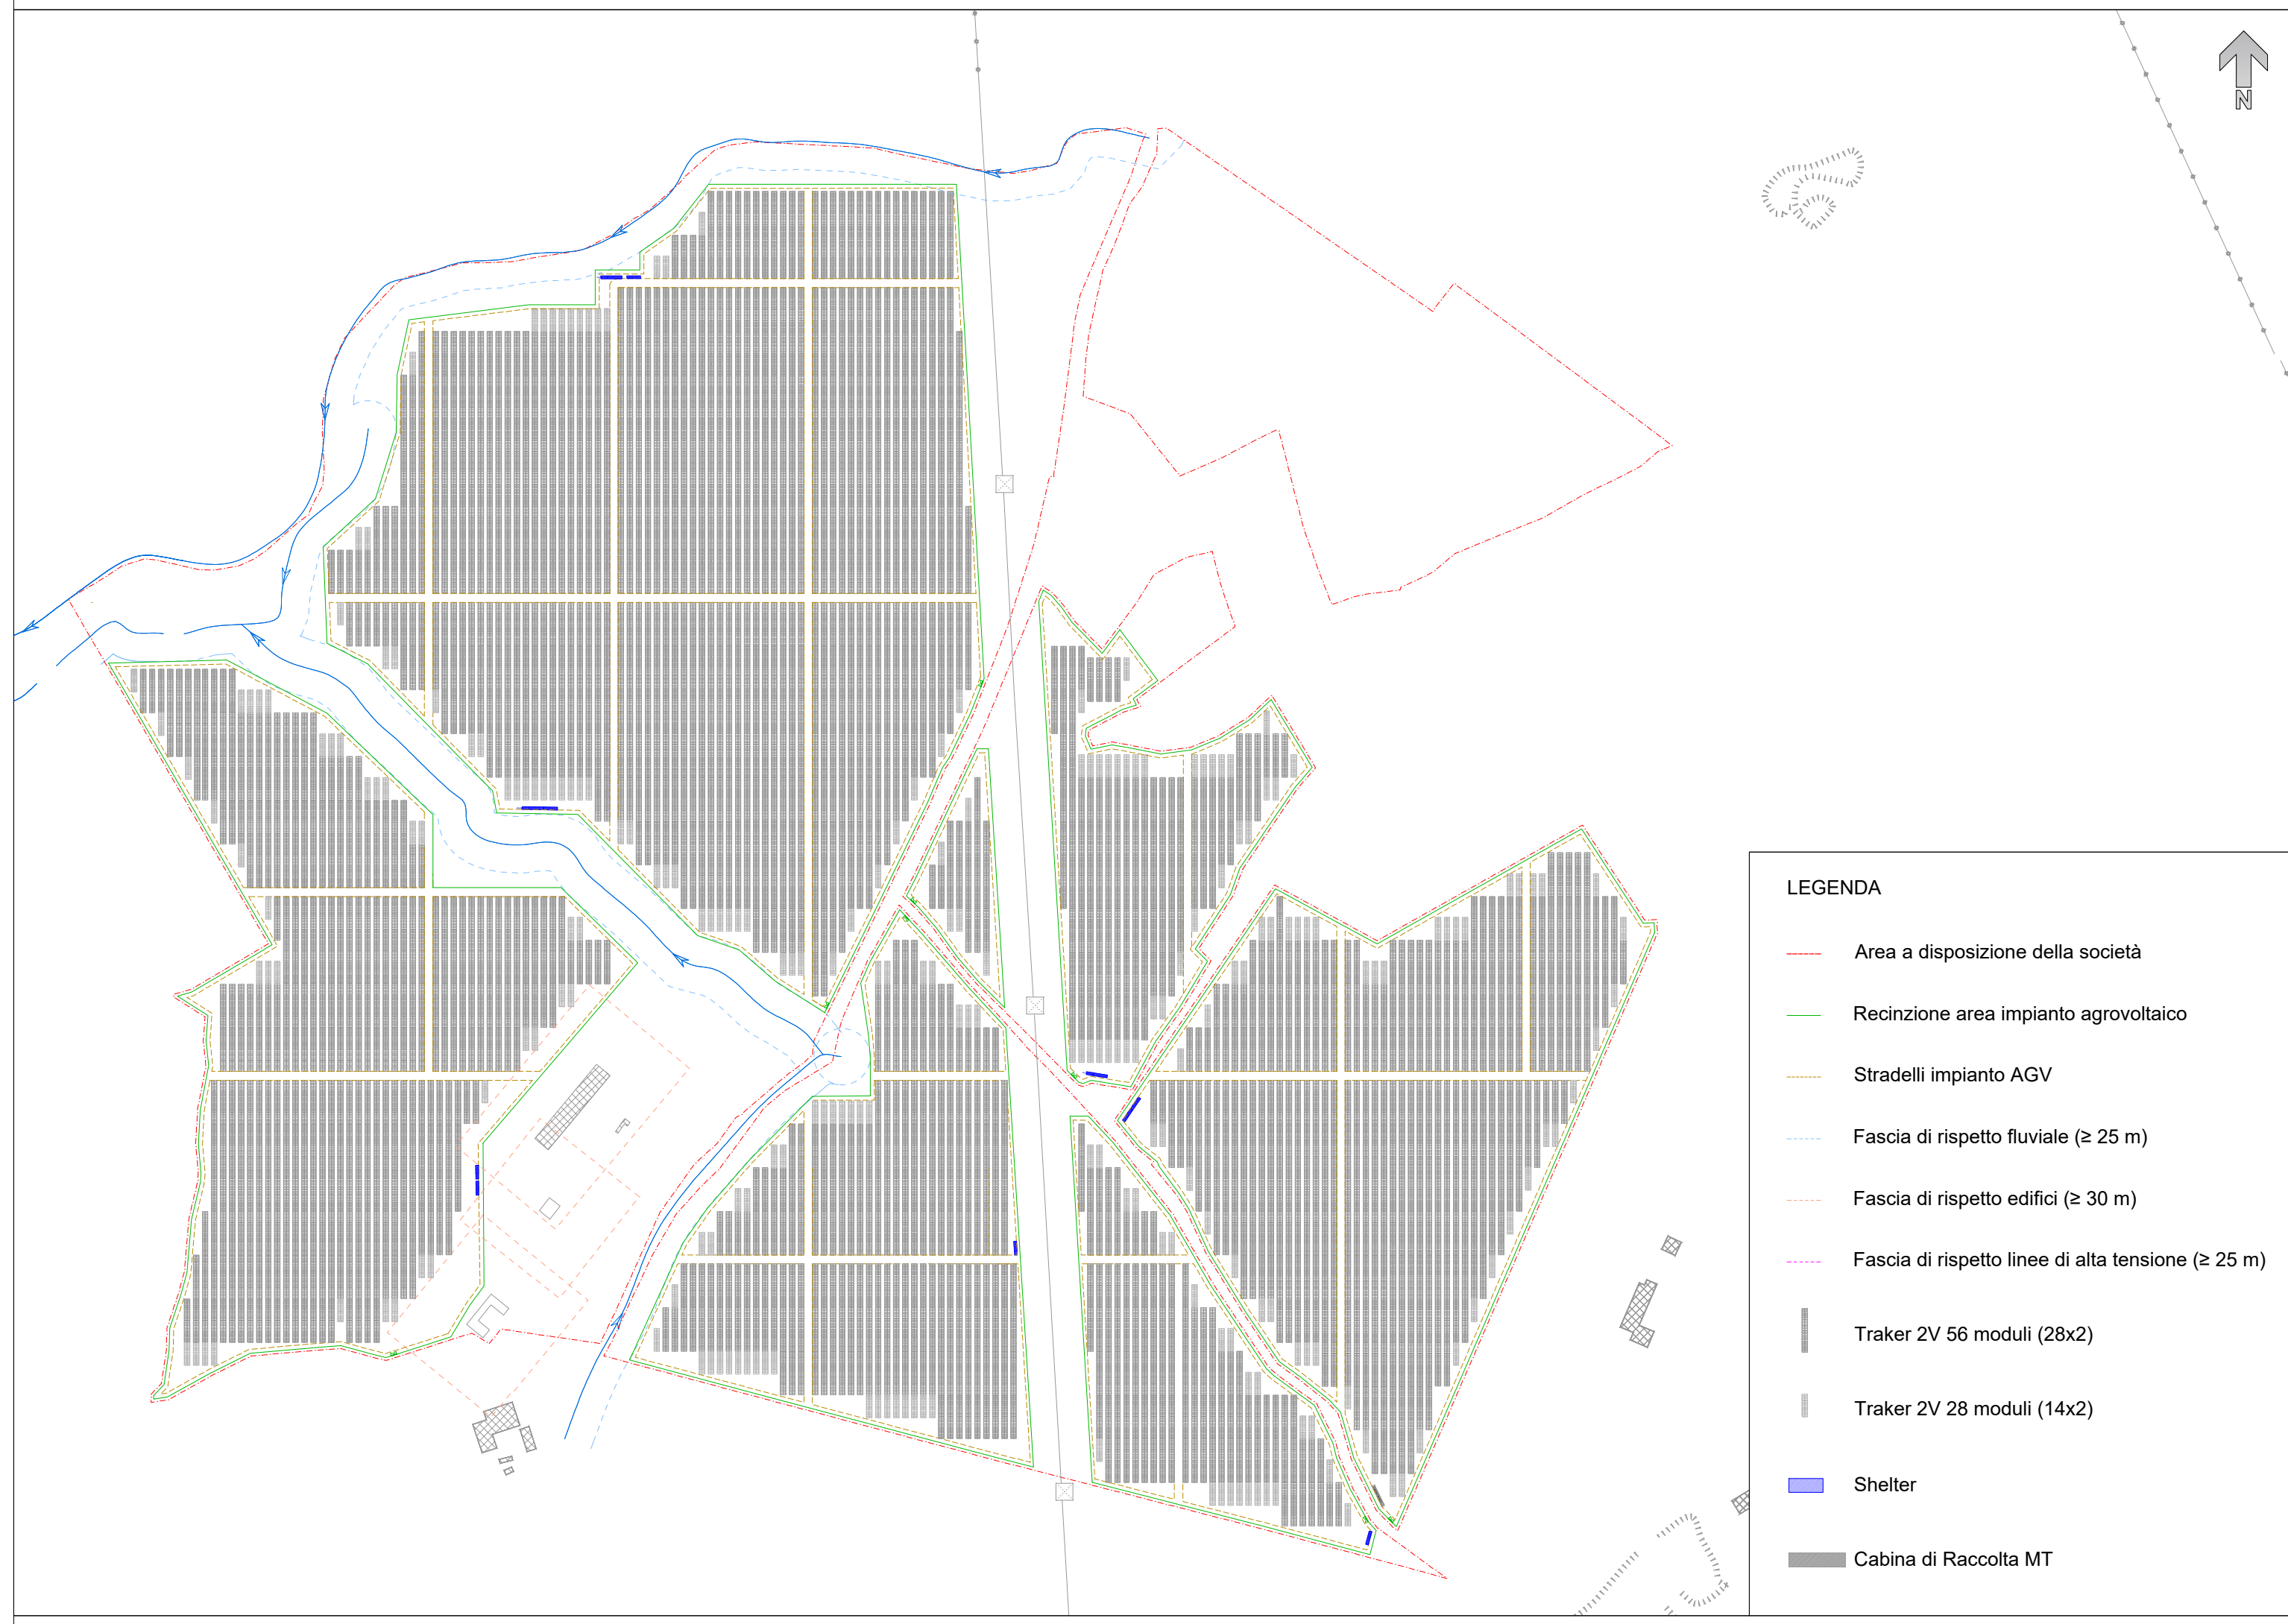 N
LEGENDA
Area a disposizione della società
Recinzione area impianto agrovoltaico
Stradelli impianto AGV
Fascia di rispetto fluviale (≥ 25 m)
Fascia di rispetto edifici (≥ 30 m)
Fascia di rispetto linee di alta tensione (≥ 25 m)
Traker 2V 56 moduli (28x2)
Traker 2V 28 moduli (14x2)
Shelter
Cabina di Raccolta MT